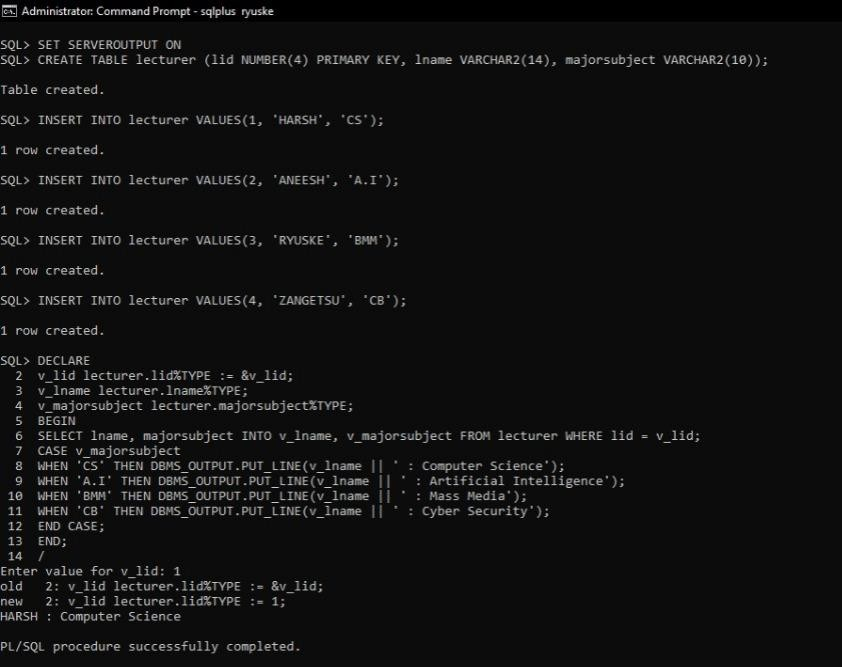 Administrator: Command Prompt - sqlplus ryuske
SQL> SET SERVEROUTPUT ON
SQL> CREATE TABLE lecturer (lid NUMBER(4) PRIMARY KEY, lname VARCHAR2(14), majorsubject VARCHAR2(10));
Table created.
SQL> INSERT INTO lecturer VALUES(1, 'HARSH', 'CS');
1 row created.
SQL> INSERT INTO lecturer VALUES(2, 'ANEESH', 'A.I');
1 row created.
SQL> INSERT INTO lecturer VALUES(3, 'RYUSKE', 'BMM');
1 row created.
SQL> INSERT INTO lecturer VALUES(4, 'ZANGETSU', 'CB');
1 row created.
SQL> DECLARE
2 v_lid lecturer.lid%TYPE := &v_lid;
3 v_lname lecturer.lname%TYPE;
4 v_majorsubject lecturer.majorsubject%TYPE;
5 BEGIN
6 SELECT lname, majorsubject INTO v_lname, v_majorsubject FROM lecturer WHERE lid = v_lid;
7 CASE v_majorsubject
8 WHEN 'CS' THEN DBMS_OUTPUT.PUT_LINE(v_lname || ' : Computer Science');
9 WHEN 'A.I' THEN DBMS_OUTPUT.PUT_LINE(v_lname || ' : Artificial Intelligence');
10 WHEN 'BMM' THEN DBMS_OUTPUT.PUT_LINE(v_lname || ' : Mass Media');
11 WHEN 'CB' THEN DBMS_OUTPUT.PUT_LINE(v_lname || ' : Cyber Security');
12 END CASE;
13 END;
14 /
Enter value for v_lid: 1
old 2: v_lid lecturer.lid%TYPE := &v_lid;
new 2: v_lid lecturer.lid%TYPE := 1;
HARSH : Computer Science
PL/SQL procedure successfully completed.